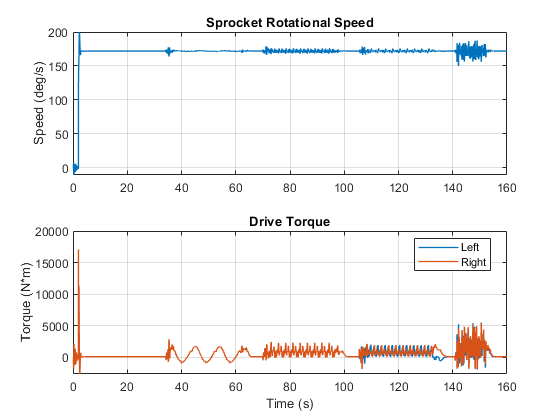 Sprocket Rotational Speed
200
150
100
50
0
Speed (deg/s)
0 20 40 60 80 100 120 140 160
Drive Torque
20000
15000
10000
5000
0
Torque (N*m)
Left
Right
0 20 40 60 80 100 120 140 160
Time (s)